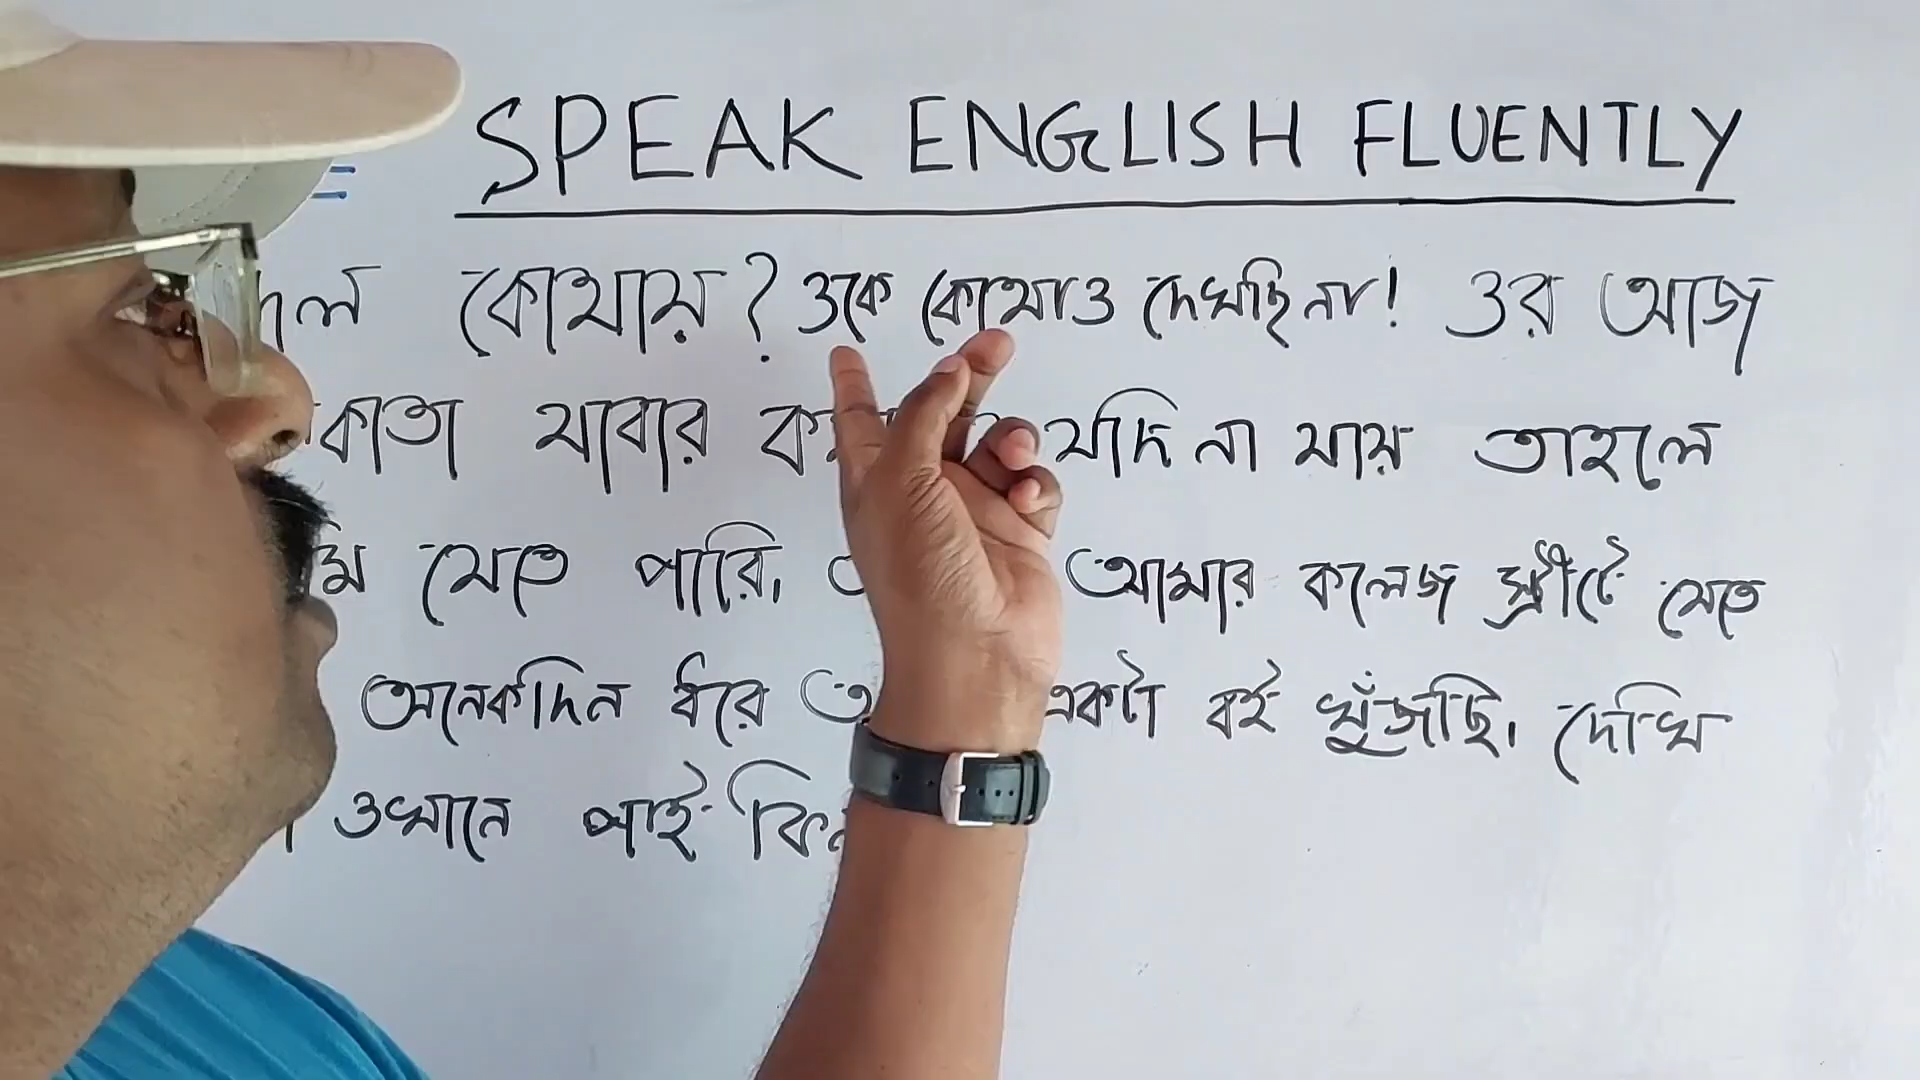 SPEAK ENGLISH FLUENTLY
কোথায়? ওকে কোথাও দেখছি না! ওর আজ
যাবার যদি না যায় তাহলে
যেতে পারি। আমার কলেজ স্ট্রীটে যেতে
অনেকদিন ধরে একটা বই খুঁজছি। দেখি
ওখানে পাই